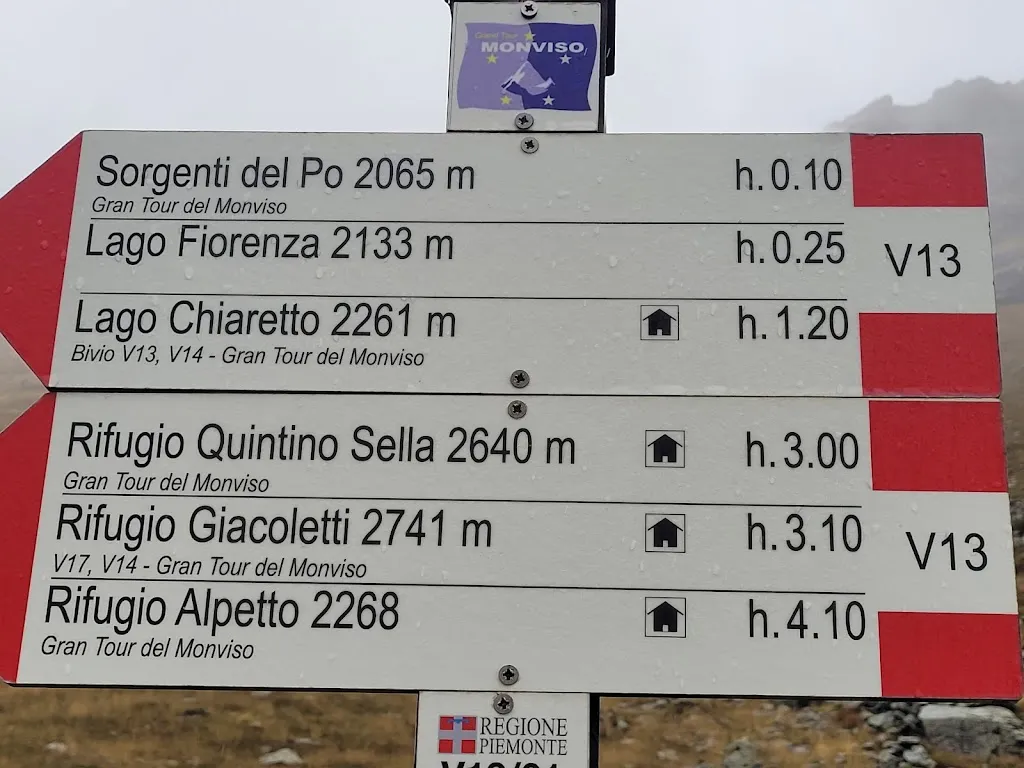 Grand Tour
MONVISO
Sorgenti del Po 2065 m h.0.10
Gran Tour del Monviso
Lago Fiorenza 2133 m h.0.25
V13
Lago Chiaretto 2261 m h.1.20
Bivio V13, V14 - Gran Tour del Monviso
Rifugio Quintino Sella 2640 m h.3.00
Gran Tour del Monviso
Rifugio Giacoletti 2741 m h.3.10
V13
V17, V14 - Gran Tour del Monviso
Rifugio Alpetto 2268 h.4.10
Gran Tour del Monviso
REGIONE
PIEMONTE